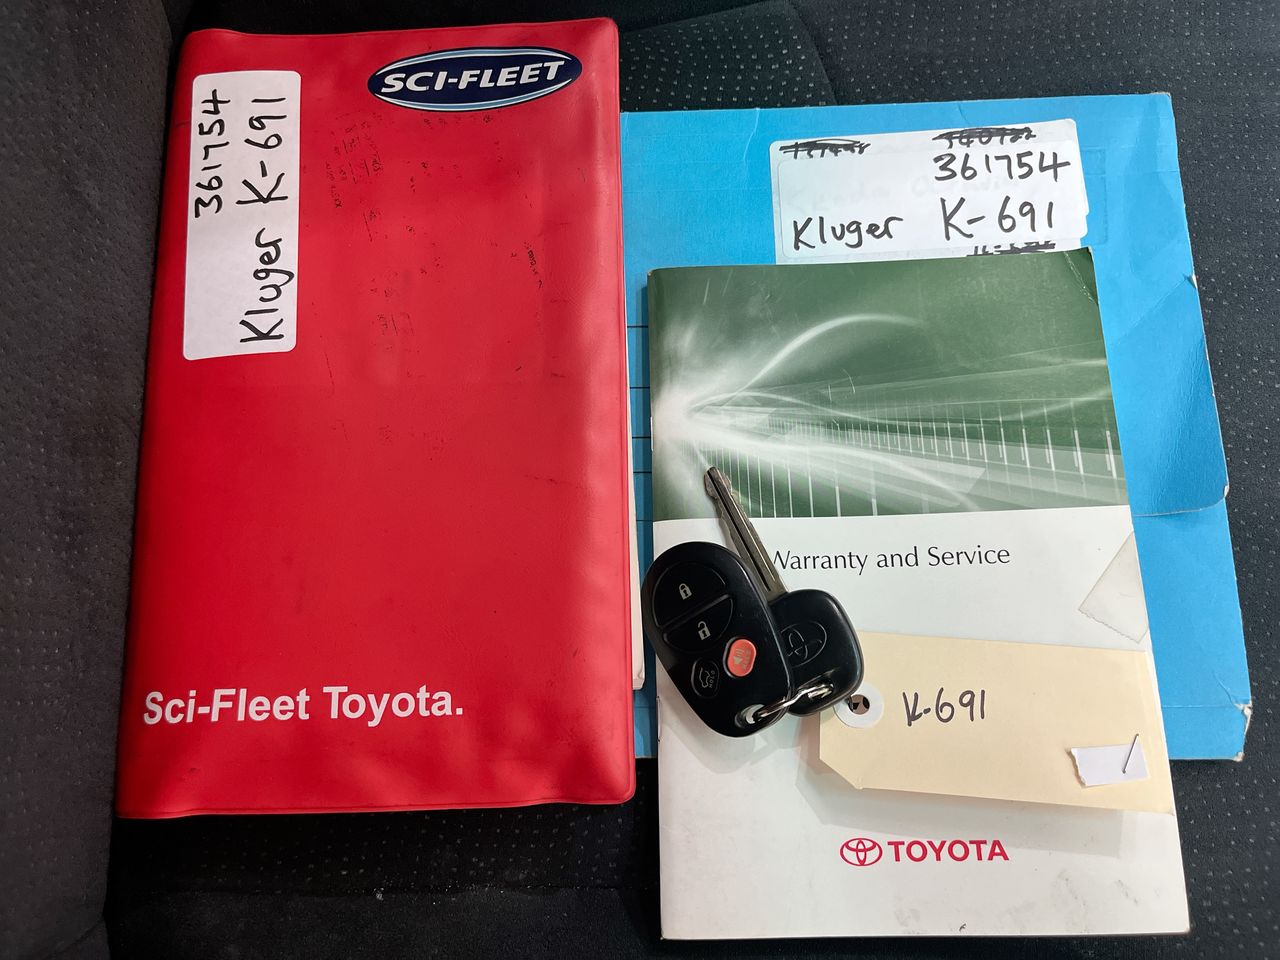 SCI-FLEET
361754
Kluger K-691
Sci-Fleet Toyota.
361754
Kluger K-691
Warranty and Service
K-691
TOYOTA